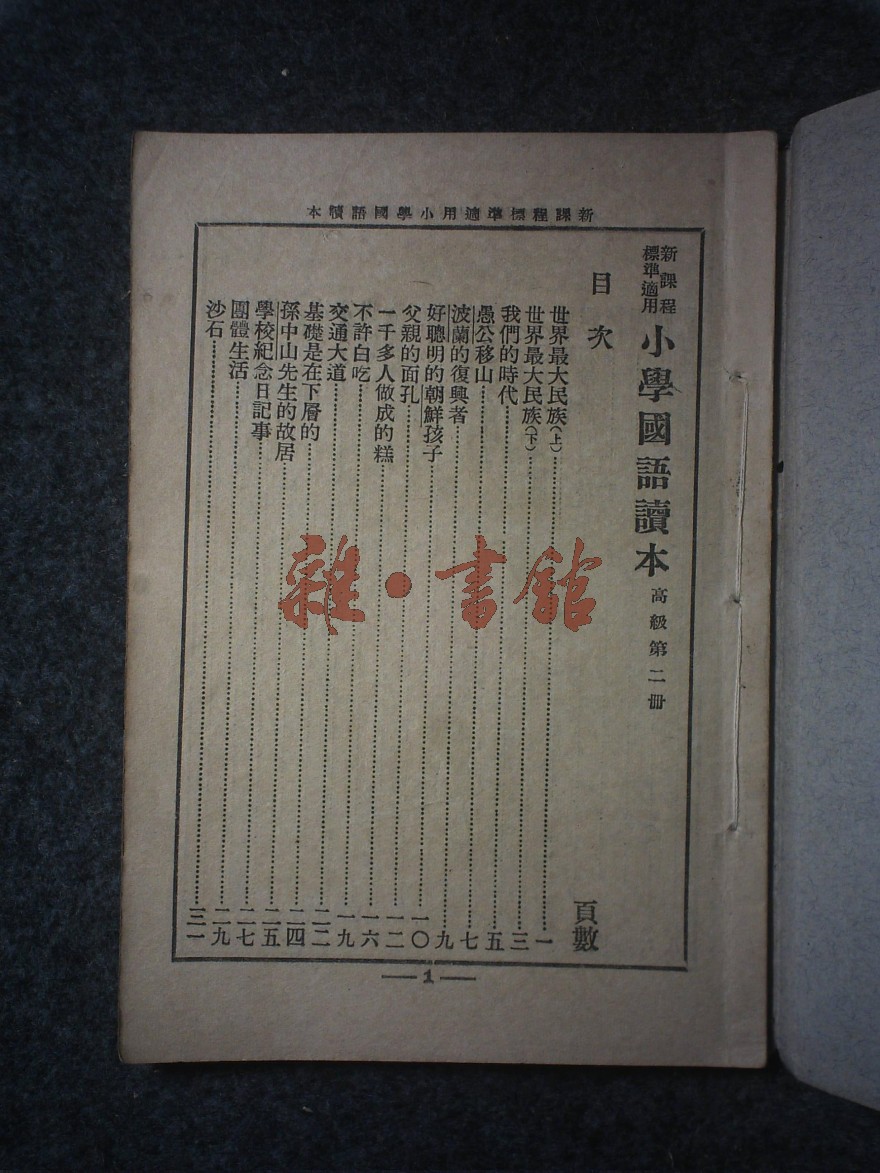 新課程標準適用小學國語讀本
新課程標準適用 小學國語讀本 高級第二冊
目次 頁數
世界最大民族(上)……一
世界最大民族(下)……三
我們的時代……五
愚公移山……七
波蘭的復興者……九
好聰明的朝鮮孩子……一〇
父親的面孔……一二
一千多人做成的糕……一六
不許白吃……一九
交通大道……二二
基礎是在下層的……二四
孫中山先生的故居……二五
學校紀念日記事……二七
團體生活……二九
沙石……三一
1
雜·書館